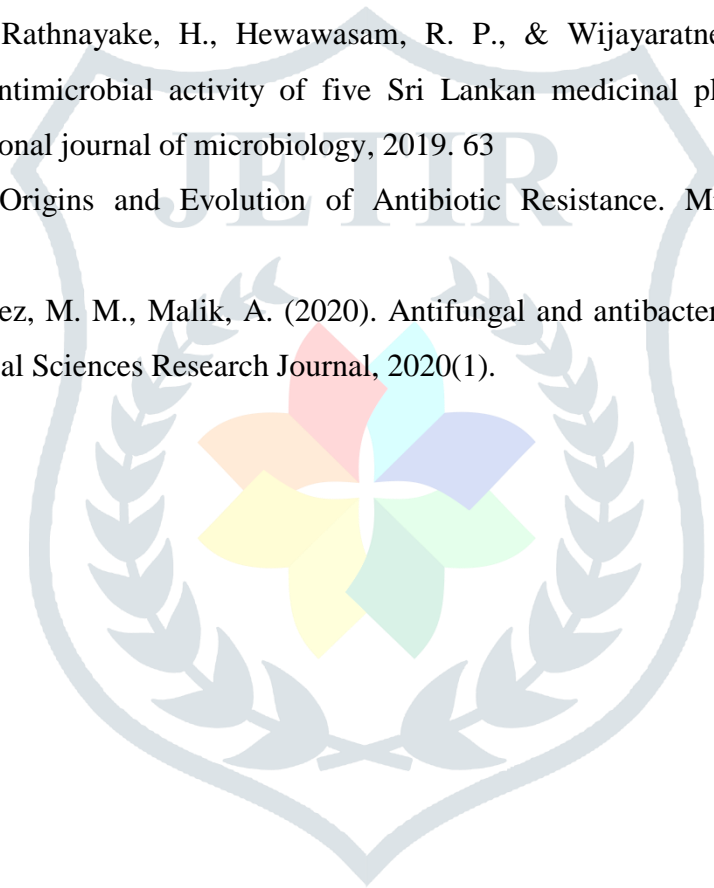 Rathnayake, H., Hewawasam, R. P., & Wijayaratne
ntimicrobial activity of five Sri Lankan medicinal pl
onal journal of microbiology, 2019. 63
Origins and Evolution of Antibiotic Resistance. Mi
ez, M. M., Malik, A. (2020). Antifungal and antibacter
al Sciences Research Journal, 2020(1).
JETIR